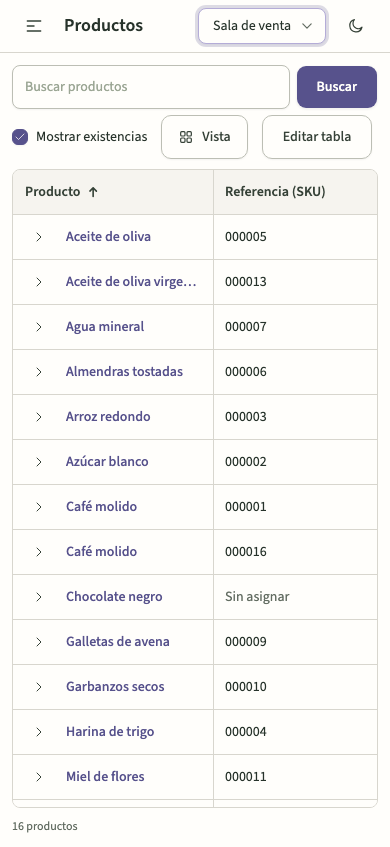 Productos
Sala de venta
Buscar productos
Buscar
Mostrar existencias
Vista
Editar tabla
Producto ↑ Referencia (SKU)
Aceite de oliva 000005
Aceite de oliva virge... 000013
Agua mineral 000007
Almendras tostadas 000006
Arroz redondo 000003
Azúcar blanco 000002
Café molido 000001
Café molido 000016
Chocolate negro Sin asignar
Galletas de avena 000009
Garbanzos secos 000010
Harina de trigo 000004
Miel de flores 000011
16 productos